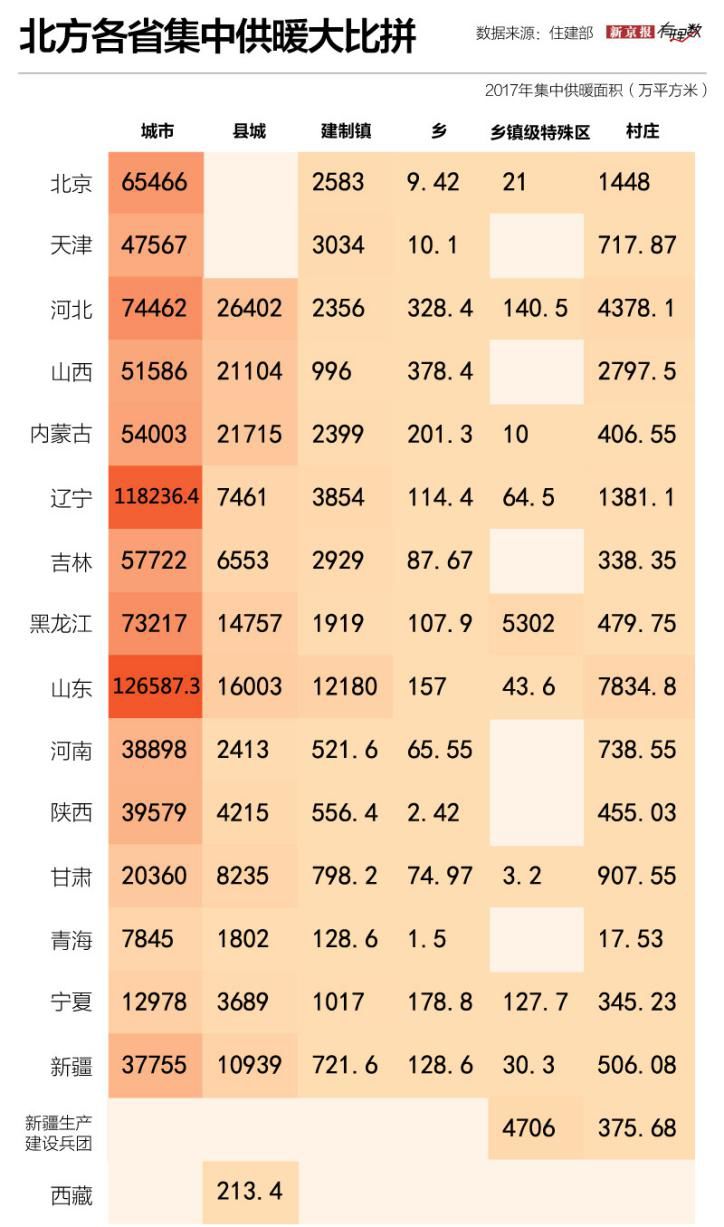 北方各省集中供暖大比拼 数据来源：住建部 新京报 有理数
2017年集中供暖面积（万平方米）
城市 县城 建制镇 乡 乡镇级特殊区 村庄
北京 65466 2583 9.42 21 1448
天津 47567 3034 10.1 717.87
河北 74462 26402 2356 328.4 140.5 4378.1
山西 51586 21104 996 378.4 2797.5
内蒙古 54003 21715 2399 201.3 10 406.55
辽宁 118236.4 7461 3854 114.4 64.5 1381.1
吉林 57722 6553 2929 87.67 338.35
黑龙江 73217 14757 1919 107.9 5302 479.75
山东 126587.3 16003 12180 157 43.6 7834.8
河南 38898 2413 521.6 65.55 738.55
陕西 39579 4215 556.4 2.42 455.03
甘肃 20360 8235 798.2 74.97 3.2 907.55
青海 7845 1802 128.6 1.5 17.53
宁夏 12978 3689 1017 178.8 127.7 345.23
新疆 37755 10939 721.6 128.6 30.3 506.08
新疆生产
建设兵团 4706 375.68
西藏 213.4